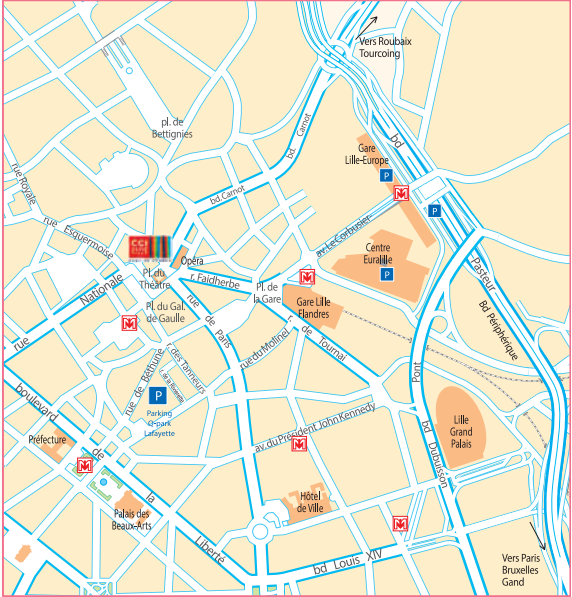 Vers Roubaix
Tourcoing
pl. de
Bettignies
bd. Carnot
bd
Gare
Lille-Europe
P
M
P
rue Royale
bd Carnot
rue Esquermoise
av. Le Corbusier
CCI
Opéra
Centre
Euralille
P
Pl. du
Théâtre
r. Faidherbe
Pl. de
la Gare
M
Pasteur
Nationale
rue
Pl. du Gal.
de Gaulle
M
rue de Paris
Gare Lille
Flandres
Bd Périphérique
rue du Molinel
r. de Tournai
r. des Tanneurs
rue de Béthune
P
Parking
Q-park
Lafayette
Pont
boulevard de la Liberté
av. du Président John Kennedy
M
bd Dubuisson
Lille
Grand
Palais
Préfecture
M
Palais des
Beaux-Arts
Hôtel
de Ville
M
bd Louis XIV
Vers Paris
Bruxelles
Gand